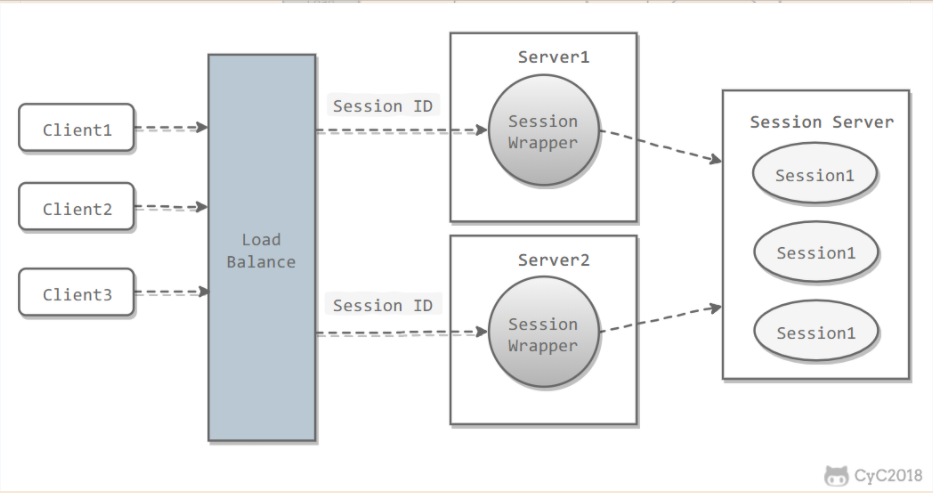 Client1
Client2
Client3
Load
Balance
Session ID
Session ID
Server1
Session
Wrapper
Server2
Session
Wrapper
Session Server
Session1
Session1
Session1
CyC2018